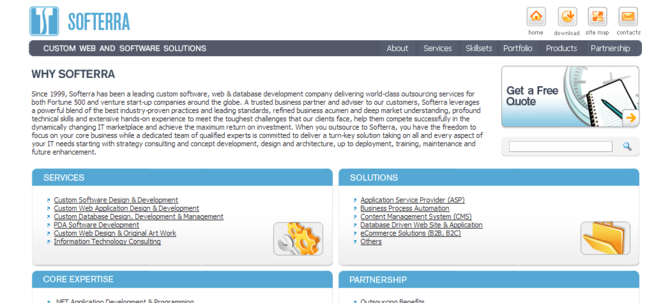 SOFTERRA
home download site map contacts
CUSTOM WEB AND SOFTWARE SOLUTIONS About Services Skillsets Portfolio Products Partnership
WHY SOFTERRA
Since 1999, Softerra has been a leading custom software, web & database development company delivering world-class outsourcing services for
both Fortune 500 and venture start-up companies around the globe. A trusted business partner and adviser to our customers, Softerra leverages
a powerful blend of the best industry-proven practices and leading standards, refined business acumen and deep market understanding, profound
technical skills and extensive hands-on experience to meet the toughest challenges that our clients face, help them compete successfully in the
dynamically changing IT marketplace and achieve the maximum return on investment. When you outsource to Softerra, you have the freedom to
focus on your core business while a dedicated team of qualified experts is committed to deliver a turn-key solution taking on all and every aspect of
your IT needs starting with strategy consulting and concept development, design and architecture, up to deployment, training, maintenance and
future enhancement.
Get a Free
Quote
SERVICES
Custom Software Design & Development
Custom Web Application Design & Development
Custom Database Design, Development & Management
PDA Software Development
Custom Web Design & Original Art Work
Information Technology Consulting
SOLUTIONS
Application Service Provider (ASP)
Business Process Automation
Content Management System (CMS)
Database Driven Web Site & Application
eCommerce Solutions (B2B, B2C)
Others
CORE EXPERTISE
.NET Application Development & Programming
PARTNERSHIP
Outsourcing Benefits